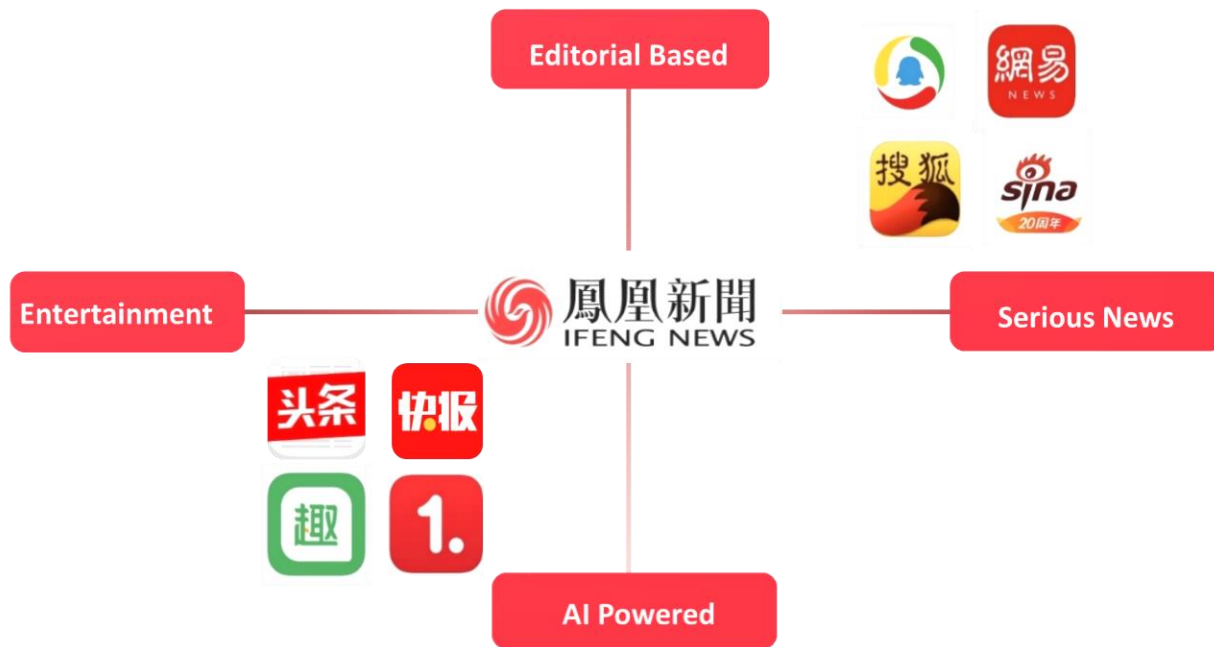 Editorial Based
網易
NEWS
搜狐
sina
20周年
Entertainment
鳳凰新聞
IFENG NEWS
Serious News
头条
快报
趣
1.
AI Powered